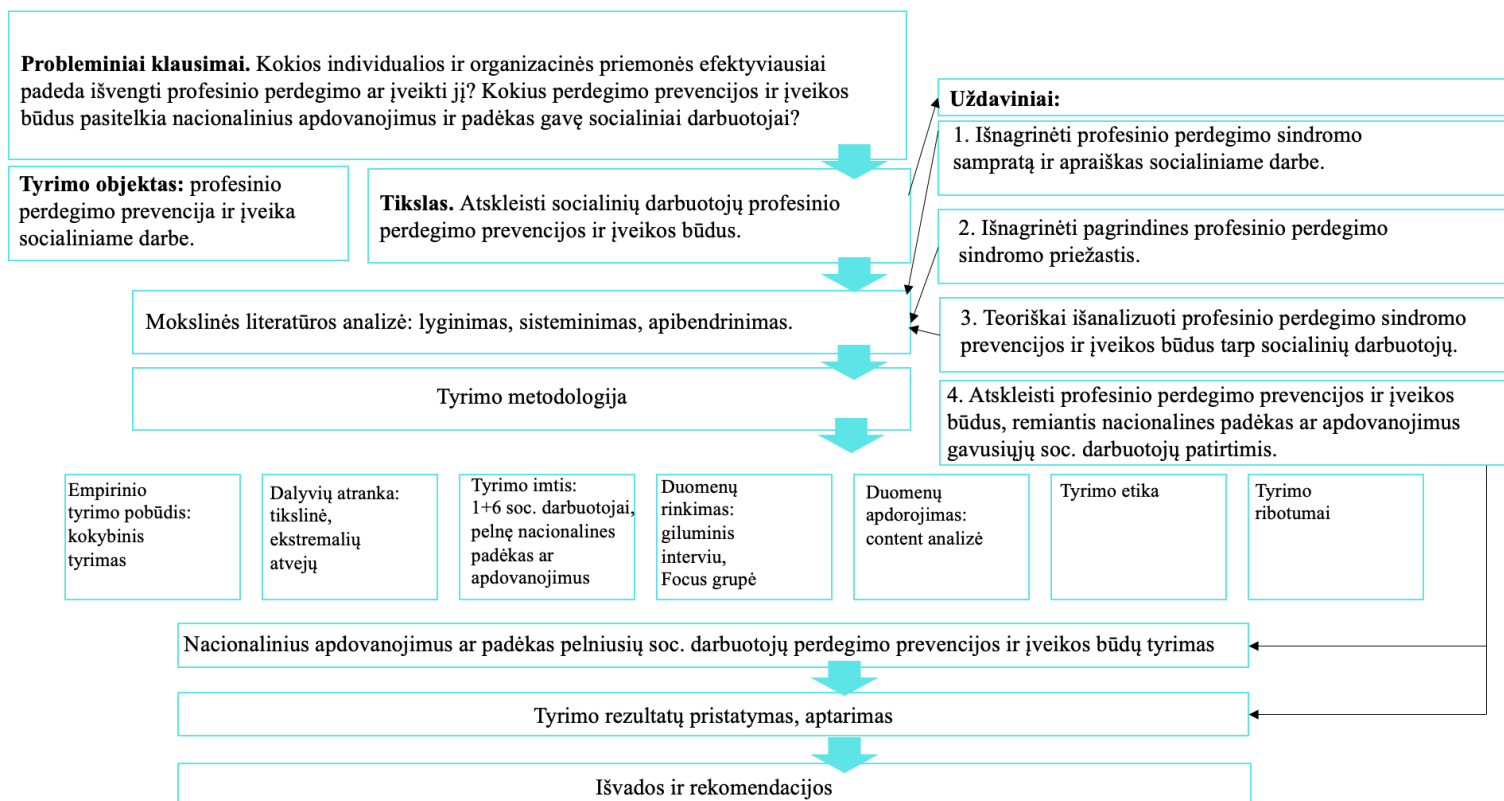 Probleminiai klausimai. Kokios individualios ir organizacinės priemonės efektyviausiai
padeda išvengti profesinio perdegimo ar įveikti jį? Kokius perdegimo prevencijos ir įveikos
būdus pasitelkia nacionalinius apdovanojimus ir padėkas gavę socialiniai darbuotojai?
Tyrimo objektas: profesinio
perdegimo prevencija ir įveika
socialiniame darbe.
Tikslas. Atskleisti socialinių darbuotojų profesinio
perdegimo prevencijos ir įveikos būdus.
Uždaviniai:
1. Išnagrinėti profesinio perdegimo sindromo
sampratą ir apraiškas socialiniame darbe.
2. Išnagrinėti pagrindines profesinio perdegimo
sindromo priežastis.
3. Teoriškai išanalizuoti profesinio perdegimo sindromo
prevencijos ir įveikos būdus tarp socialinių darbuotojų.
4. Atskleisti profesinio perdegimo prevencijos ir įveikos
būdus, remiantis nacionalines padėkas ar apdovanojimus
gavusiųjų soc. darbuotojų patirtimis.
Mokslinės literatūros analizė: lyginimas, sisteminimas, apibendrinimas.
Tyrimo metodologija
Empirinio
tyrimo pobūdis:
kokybinis
tyrimas
Dalyvių atranka:
tikslinė,
ekstremalių
atvejų
Tyrimo imtis:
1+6 soc. darbuotojai,
pelnę nacionalines
padėkas ar
apdovanojimus
Duomenų
rinkimas:
giluminis
interviu,
Focus grupė
Duomenų
apdorojimas:
content analizė
Tyrimo etika
Tyrimo
ribotumai
Nacionalinius apdovanojimus ar padėkas pelniusių soc. darbuotojų perdegimo prevencijos ir įveikos būdų tyrimas
Tyrimo rezultatų pristatymas, aptarimas
Išvados ir rekomendacijos